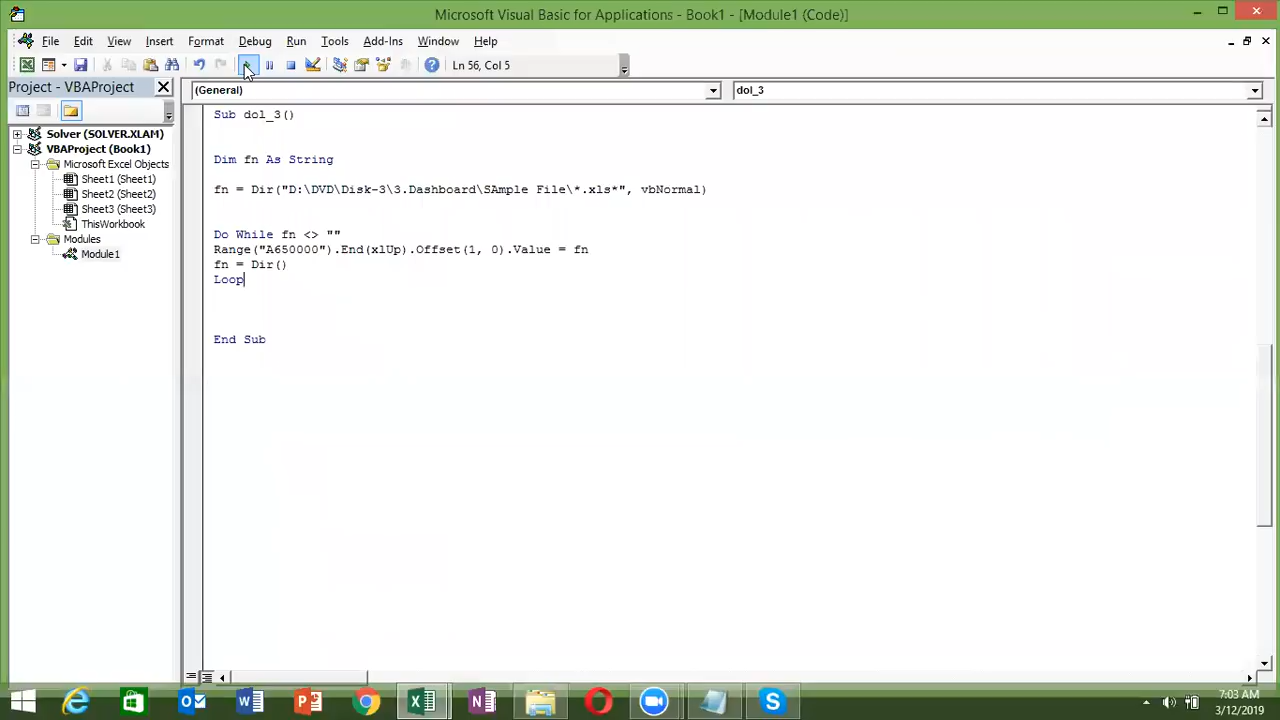 Microsoft Visual Basic for Applications - Book1 - [Module1 (Code)]
File Edit View Insert Format Debug Run Tools Add-Ins Window Help
Ln 56, Col 5
Project - VBAProject
(General)
dol_3
Solver (SOLVER.XLAM)
VBAProject (Book1)
Microsoft Excel Objects
Sheet1 (Sheet1)
Sheet2 (Sheet2)
Sheet3 (Sheet3)
ThisWorkbook
Modules
Module1
Sub dol_3()
Dim fn As String
fn = Dir("D:\DVD\Disk-3\3.Dashboard\SAmple File\*.xls*", vbNormal)
Do While fn <> ""
Range("A650000").End(xlUp).Offset(1, 0).Value = fn
fn = Dir()
Loop
End Sub
7:03 AM
3/12/2019